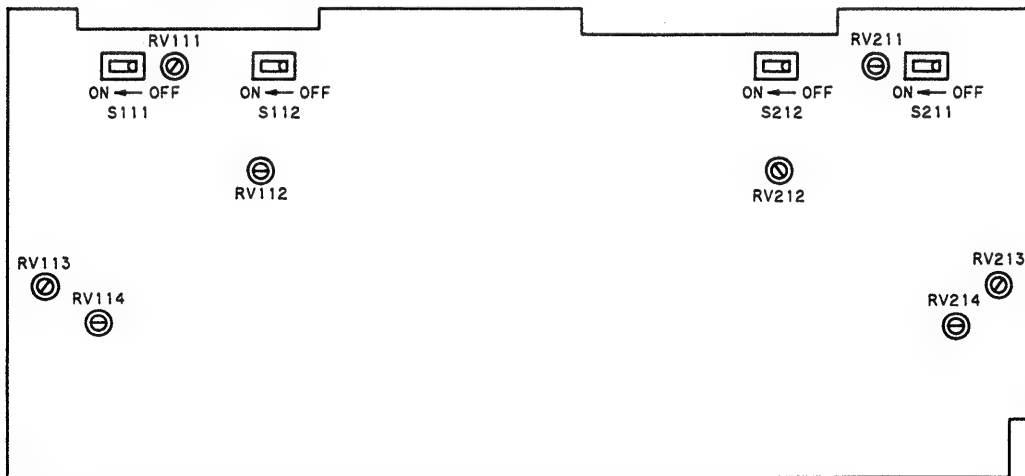 RV111
RV211
ON ← OFF
ON ← OFF
ON ← OFF
ON ← OFF
S111
S112
S212
S211
RV112
RV212
RV113
RV213
RV114
RV214